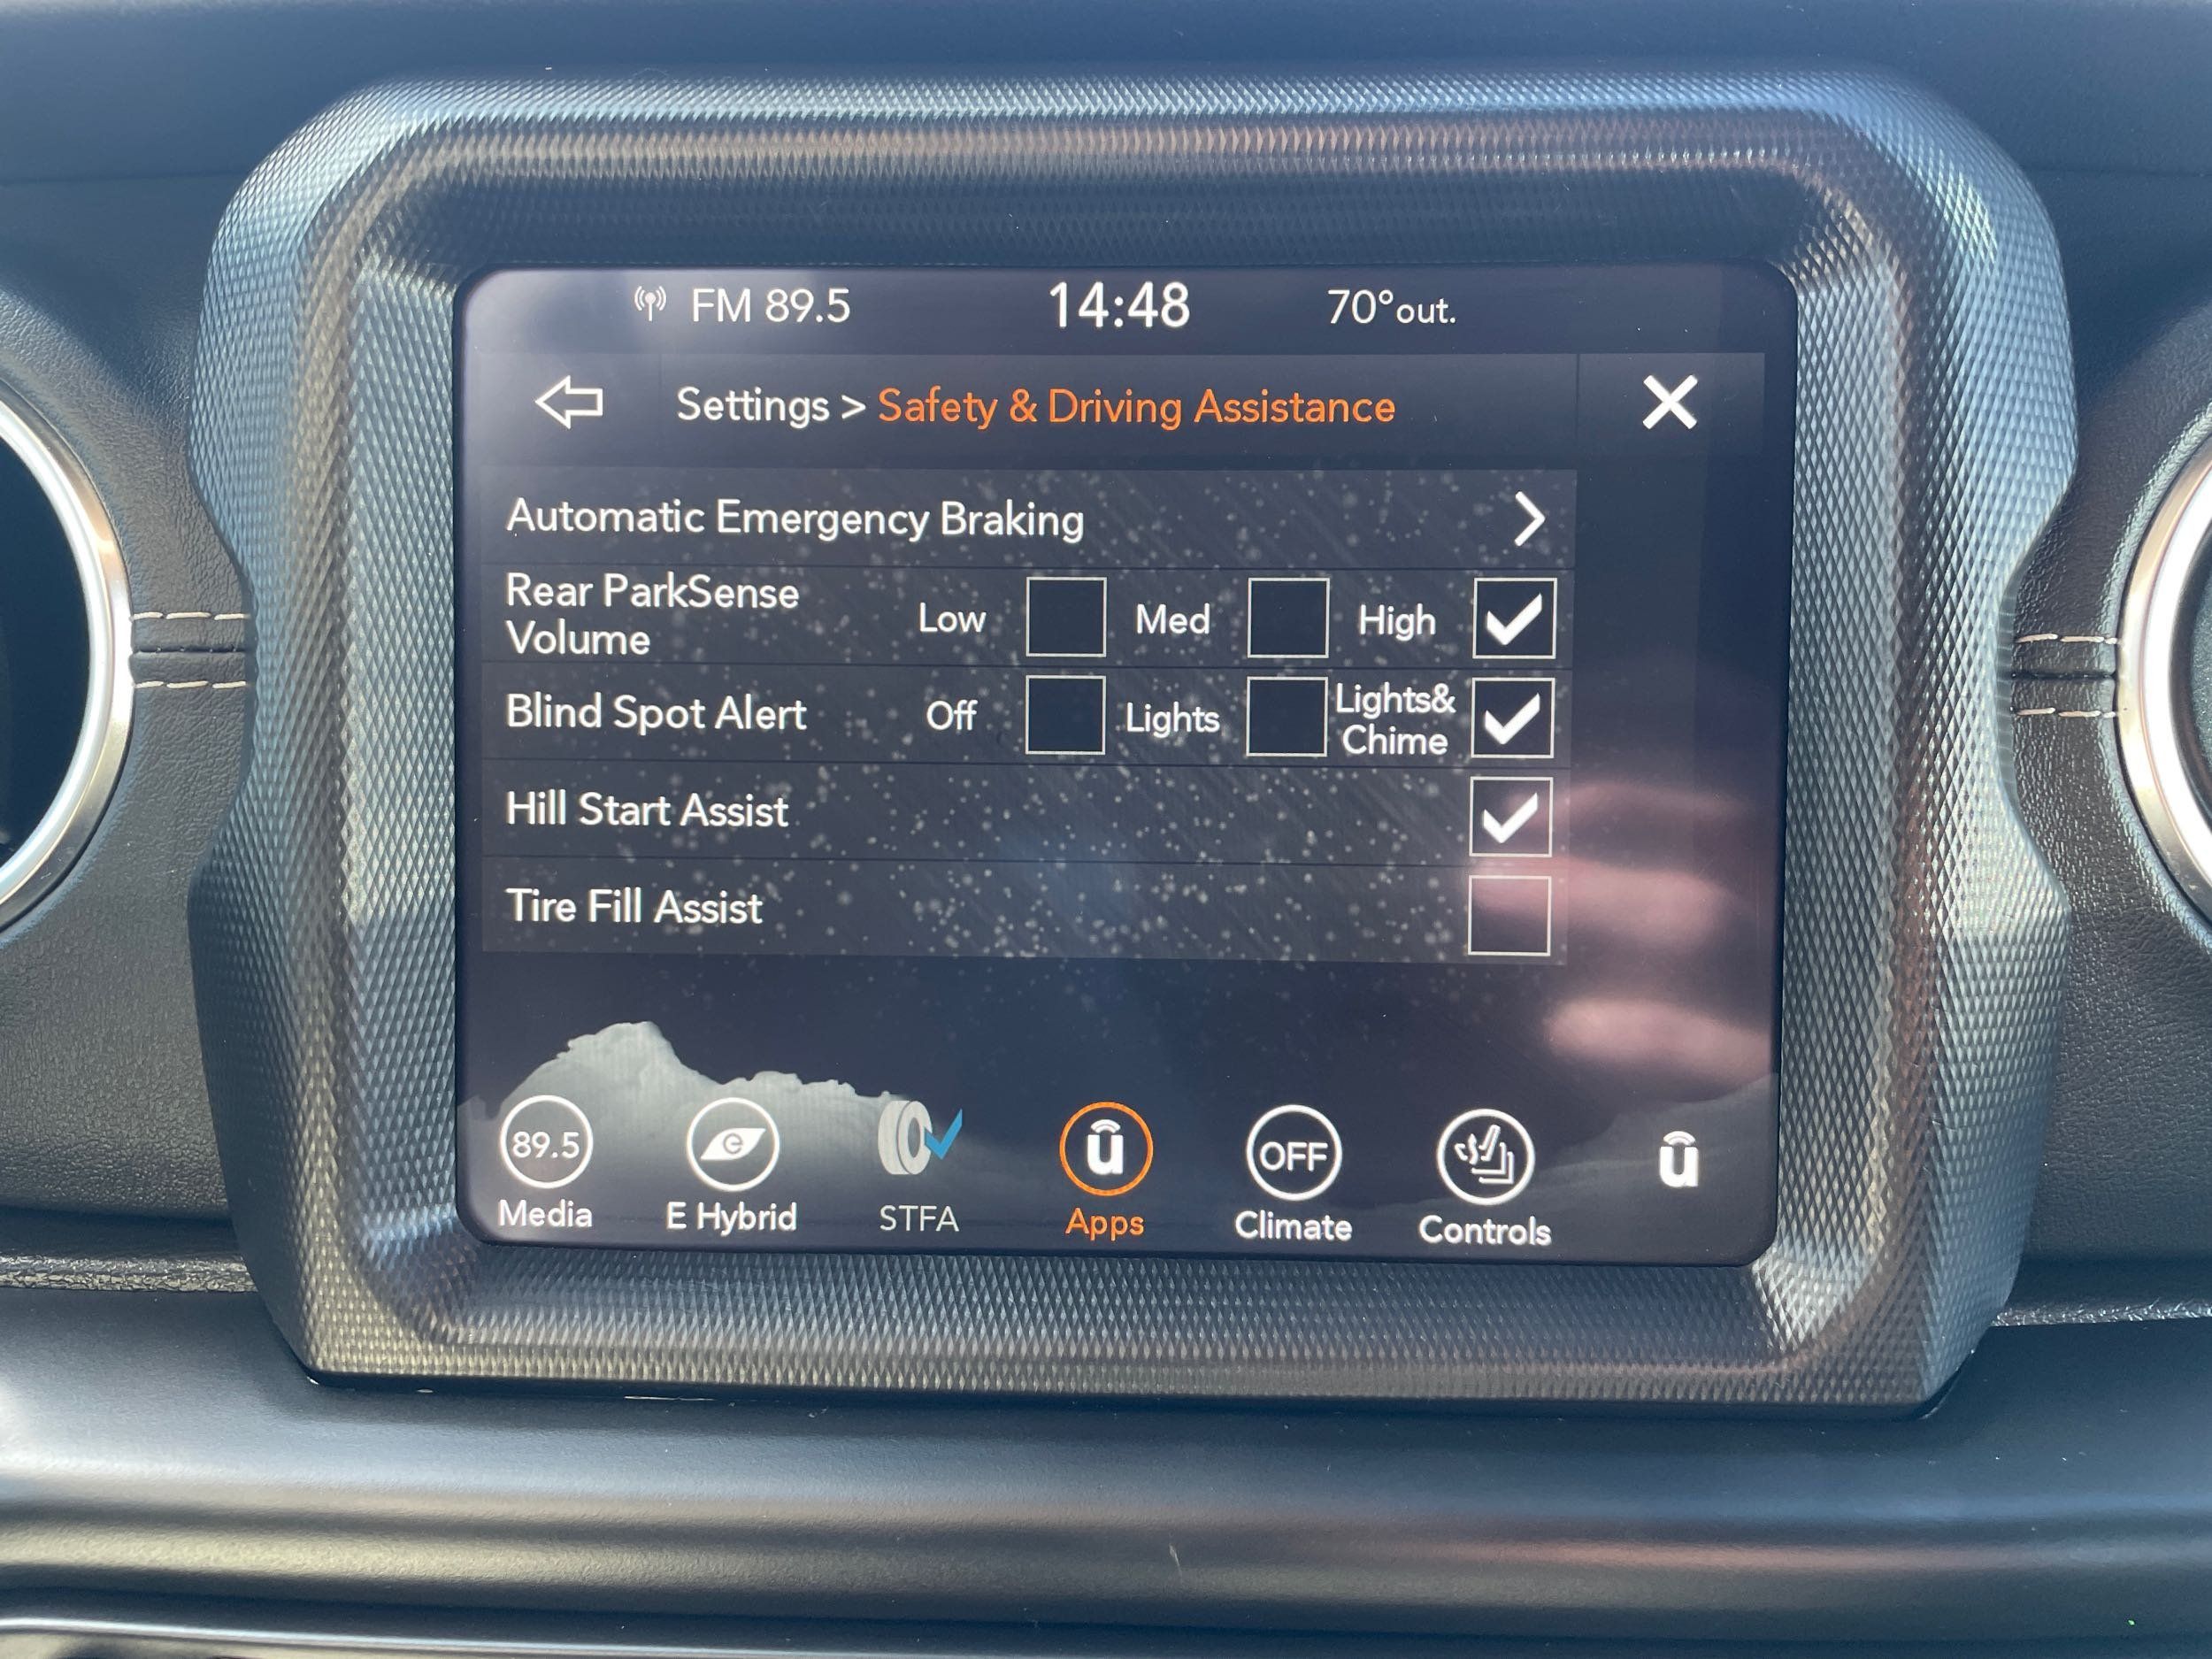 FM 89.5 14:48 70°out.
Settings > Safety & Driving Assistance
Automatic Emergency Braking
Rear ParkSense
Volume
Low Med High
Blind Spot Alert Off Lights Lights&
Chime
Hill Start Assist
Tire Fill Assist
89.5 e û OFF û
Media E Hybrid STFA Apps Climate Controls